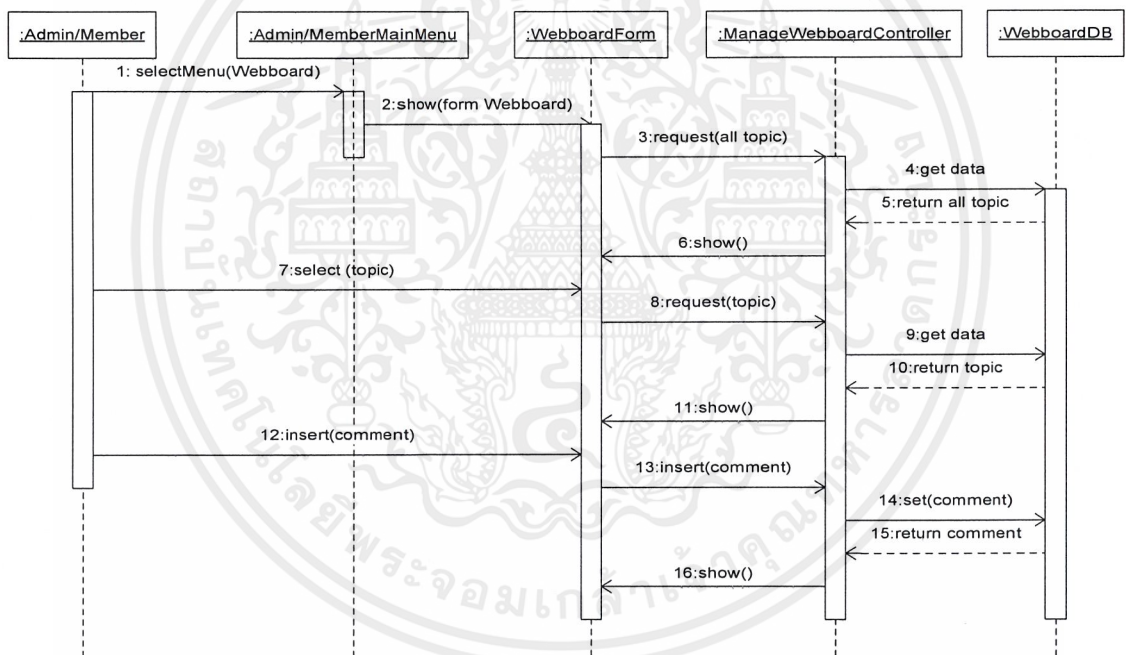 :Admin/Member
:Admin/MemberMainMenu
:WebboardForm
:ManageWebboardController
:WebboardDB
1: selectMenu(Webboard)
2:show(form Webboard)
3:request(all topic)
4:get data
5:return all topic
6:show()
7:select (topic)
8:request(topic)
9:get data
10:return topic
11:show()
12:insert(comment)
13:insert(comment)
14:set(comment)
15:return comment
16:show()